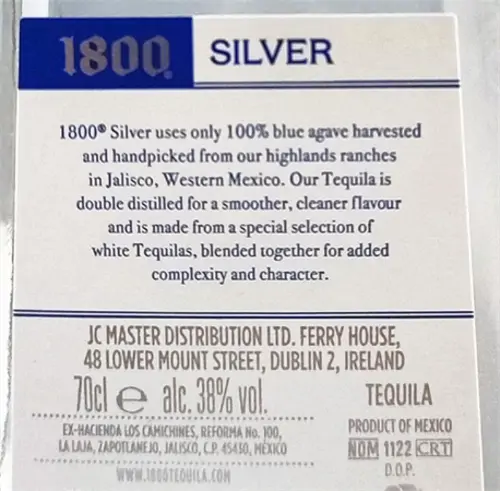 1800® SILVER
1800® Silver uses only 100% blue agave harvested
and handpicked from our highlands ranches
in Jalisco, Western Mexico. Our Tequila is
double distilled for a smoother, cleaner flavour
and is made from a special selection of
white Tequilas, blended together for added
complexity and character.
JC MASTER DISTRIBUTION LTD. FERRY HOUSE,
48 LOWER MOUNT STREET, DUBLIN 2, IRELAND
70cl e alc. 38% vol.
TEQUILA
EX-HACIENDA LOS CAMICHINES, REFORMA No. 100,
LA LAJA, ZAPOTLANEJO, JALISCO, C.P. 45430, MÉXICO
WWW.1800TEQUILA.COM
PRODUCT OF MEXICO
NOM 1122 CRT
D.O.P.